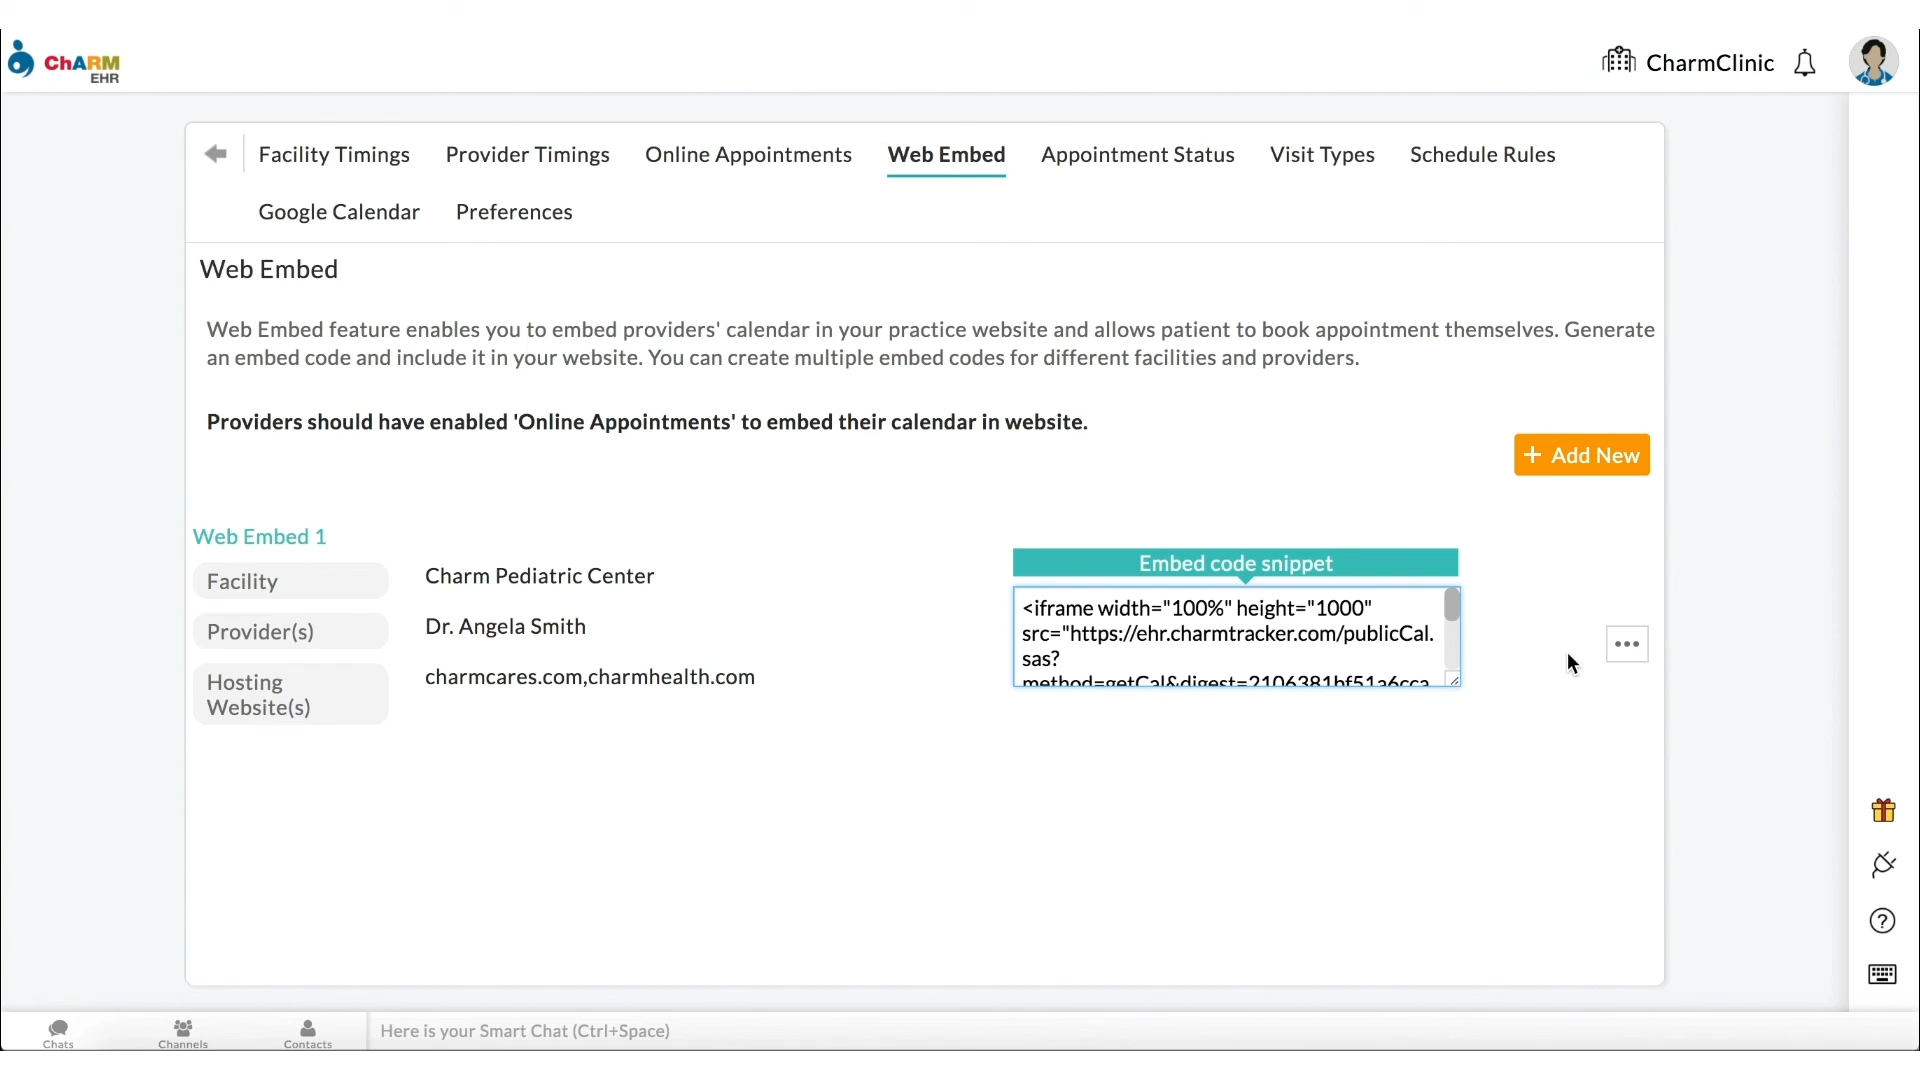 ChARM
EHR
CharmClinic
Facility Timings
Provider Timings
Online Appointments
Web Embed
Appointment Status
Visit Types
Schedule Rules
Google Calendar
Preferences
Web Embed
Web Embed feature enables you to embed providers' calendar in your practice website and allows patient to book appointment themselves. Generate
an embed code and include it in your website. You can create multiple embed codes for different facilities and providers.
Providers should have enabled 'Online Appointments' to embed their calendar in website.
+ Add New
Web Embed 1
Facility
Charm Pediatric Center
Provider(s)
Dr. Angela Smith
Hosting
Website(s)
charmcares.com,charmhealth.com
Embed code snippet
<iframe width="100%" height="1000"
src="https://ehr.charmtracker.com/publicCal.
sas?
method=getCal&digest=2106381bf51a6cca
Chats
Channels
Contacts
Here is your Smart Chat (Ctrl+Space)